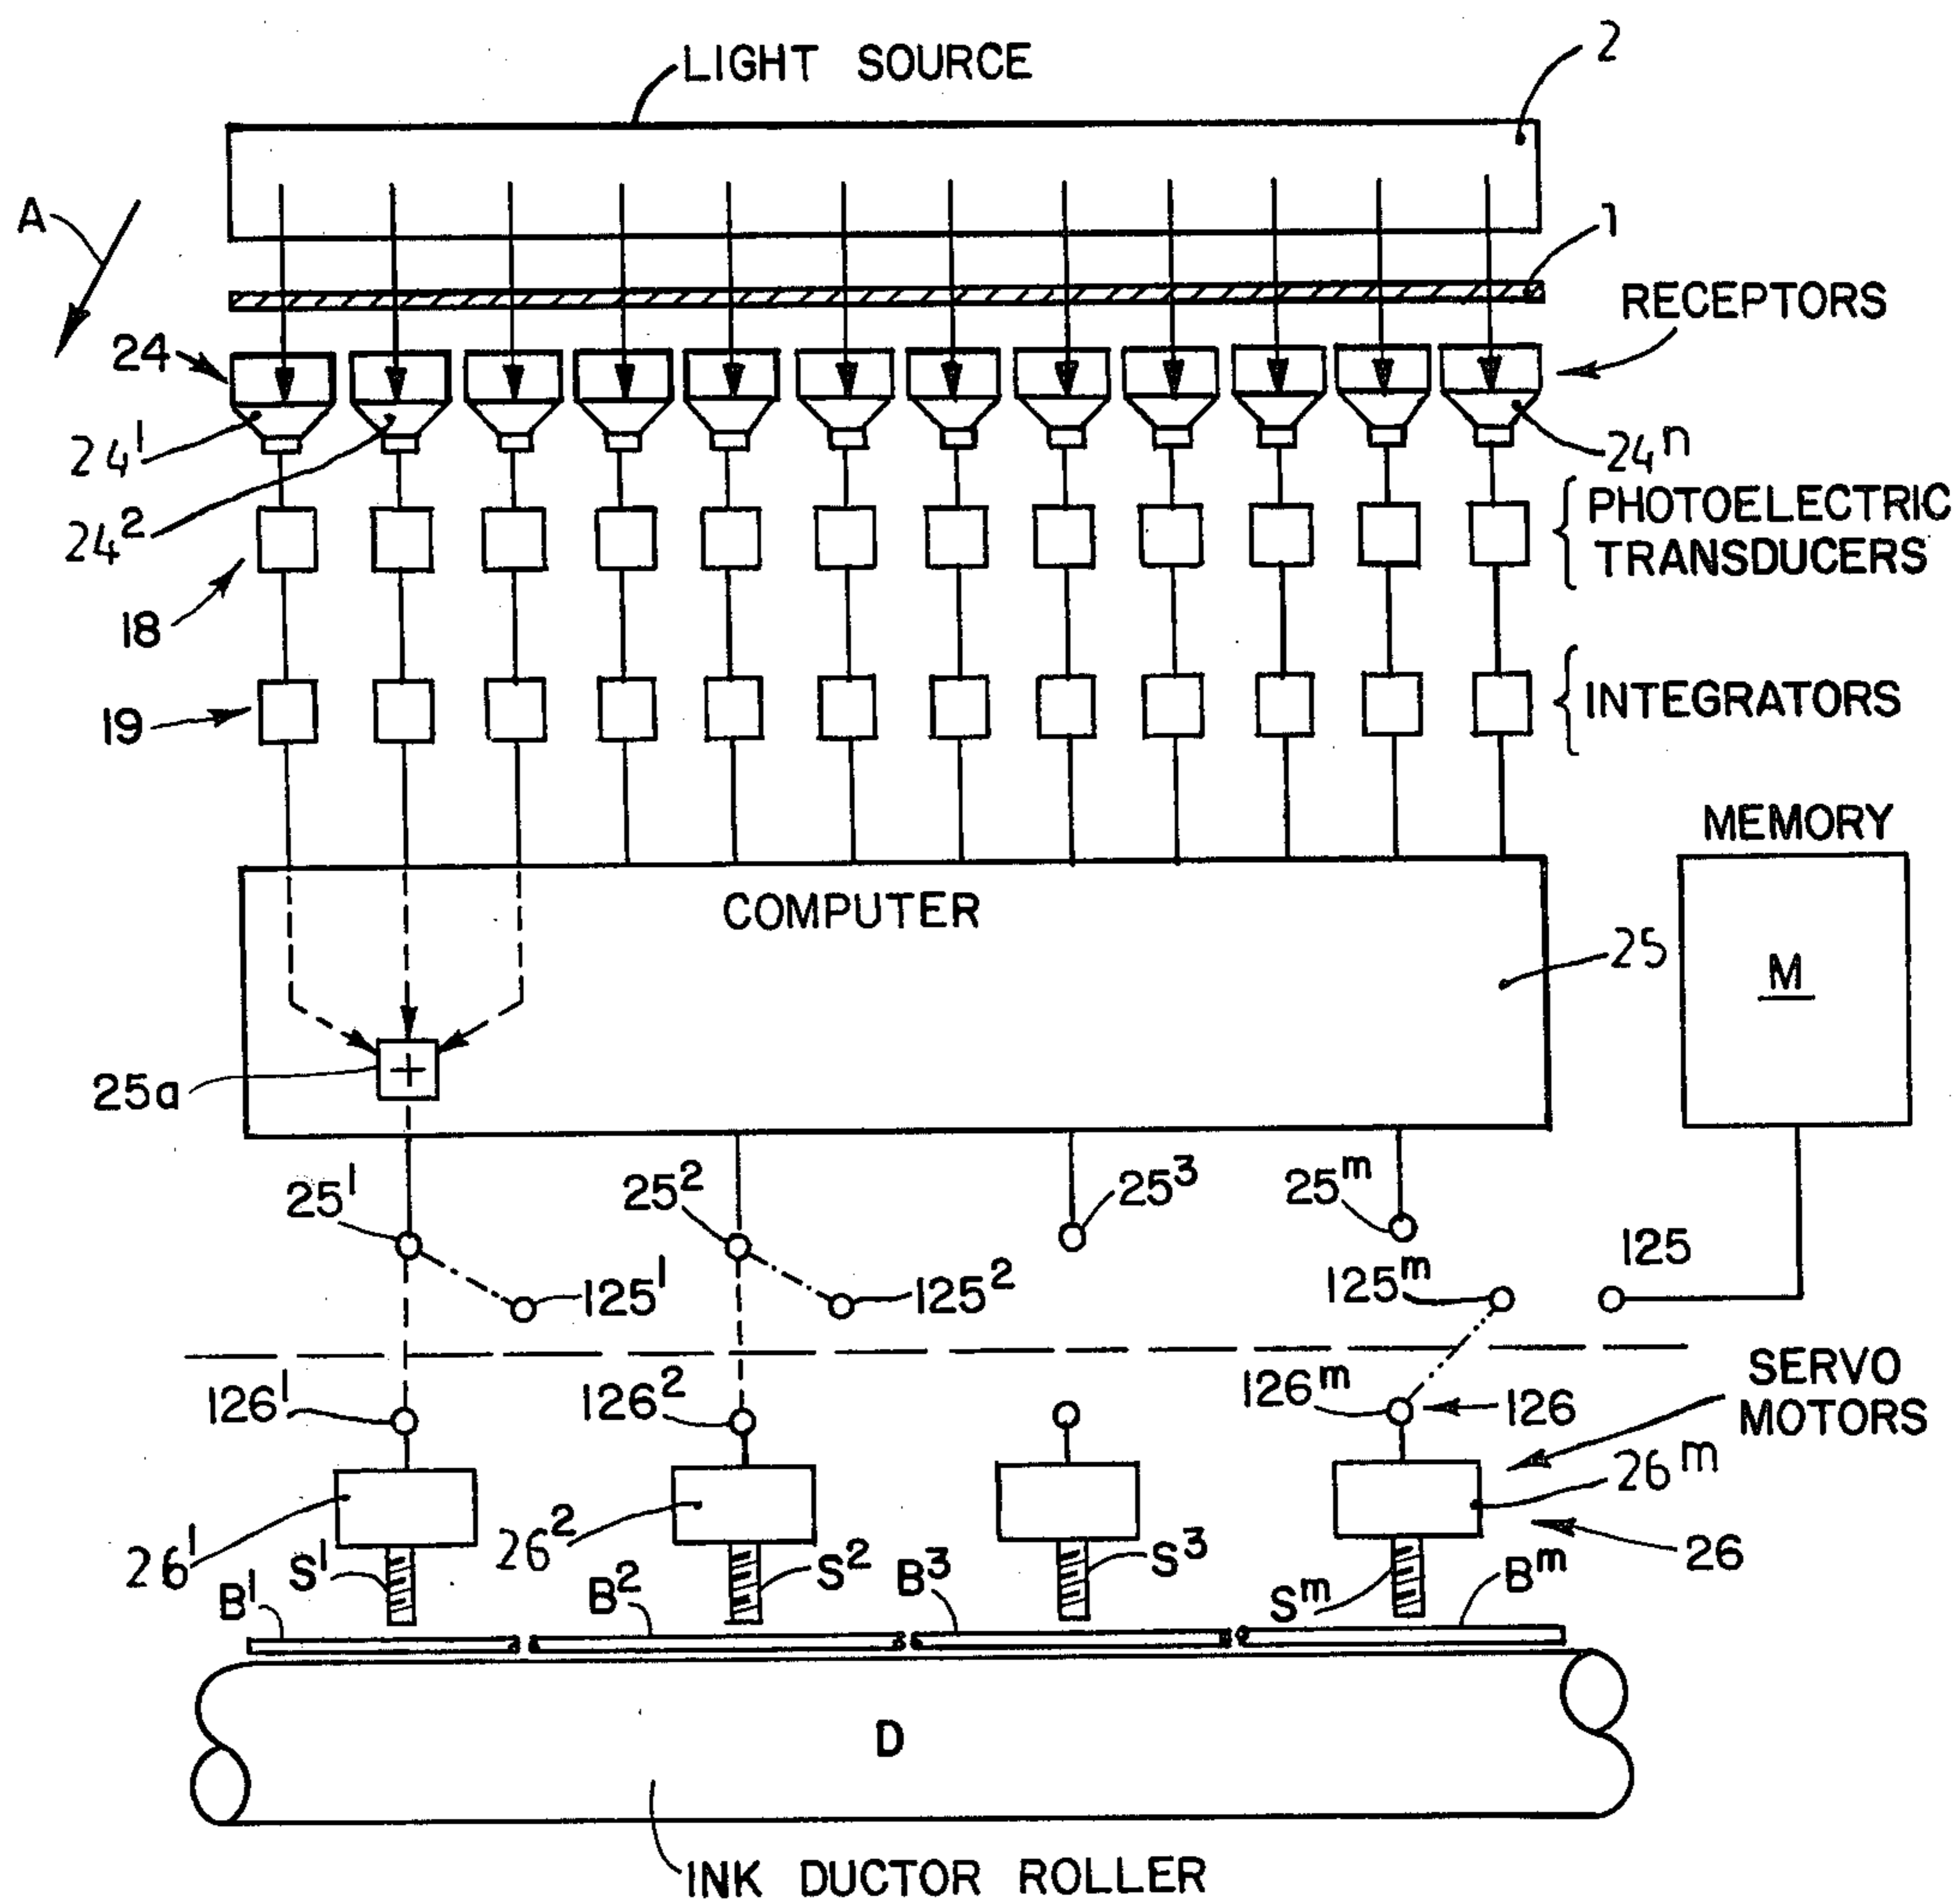 LIGHT SOURCE
2
A
1
RECEPTORS
24
24¹
24²
24ⁿ
PHOTOELECTRIC
TRANSDUCERS
18
19
INTEGRATORS
MEMORY
COMPUTER
25
M
25a
+
25¹
25²
25³
25ᵐ
125¹
125²
125ᵐ
125
126¹
126²
126ᵐ
126
SERVO
MOTORS
26¹
26²
26ᵐ
26
S¹
S²
S³
Sᵐ
B¹
B²
B³
Bᵐ
D
INK DUCTOR ROLLER